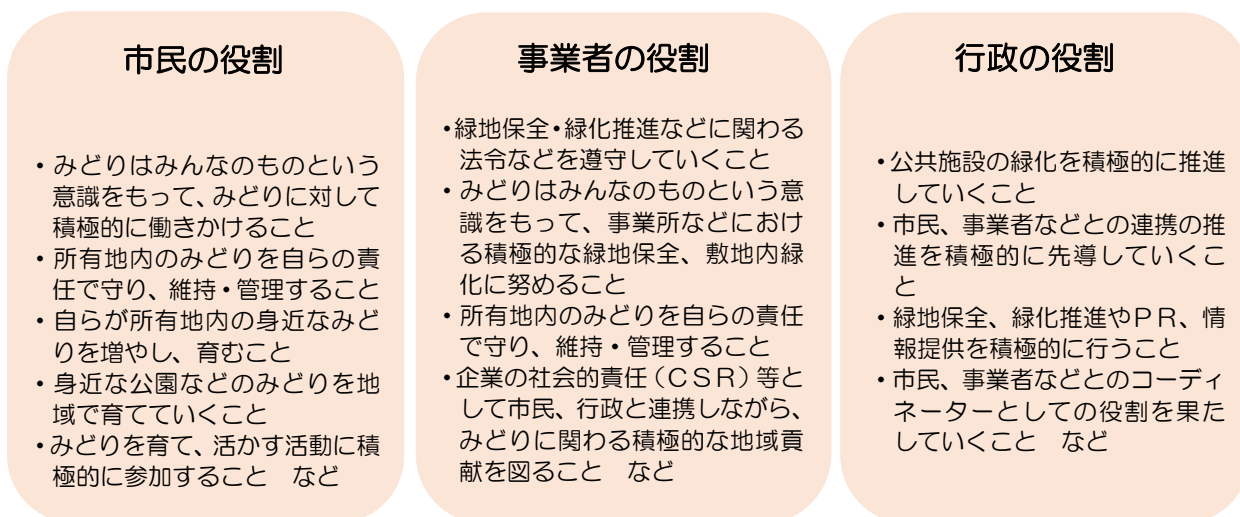 市民の役割
・みどりはみんなのものという
意識をもって、みどりに対して
積極的に働きかけること
・所有地内のみどりを自らの責
任で守り、維持・管理すること
・自らが所有地内の身近なみど
りを増やし、育むこと
・身近な公園などのみどりを地
域で育てていくこと
・みどりを育て、活かす活動に積
極的に参加すること　など
事業者の役割
・緑地保全・緑化推進などに関わる
法令などを遵守していくこと
・みどりはみんなのものという意
識をもって、事業所などにおけ
る積極的な緑地保全、敷地内緑
化に努めること
・所有地内のみどりを自らの責任
で守り、維持・管理すること
・企業の社会的責任（ＣＳＲ）等と
して市民、行政と連携しながら、
みどりに関わる積極的な地域貢
献を図ること　など
行政の役割
・公共施設の緑化を積極的に推進
していくこと
・市民、事業者などとの連携の推
進を積極的に先導していくこ
と
・緑地保全、緑化推進やＰＲ、情
報提供を積極的に行うこと
・市民、事業者などとのコーディ
ネーターとしての役割を果た
していくこと　など